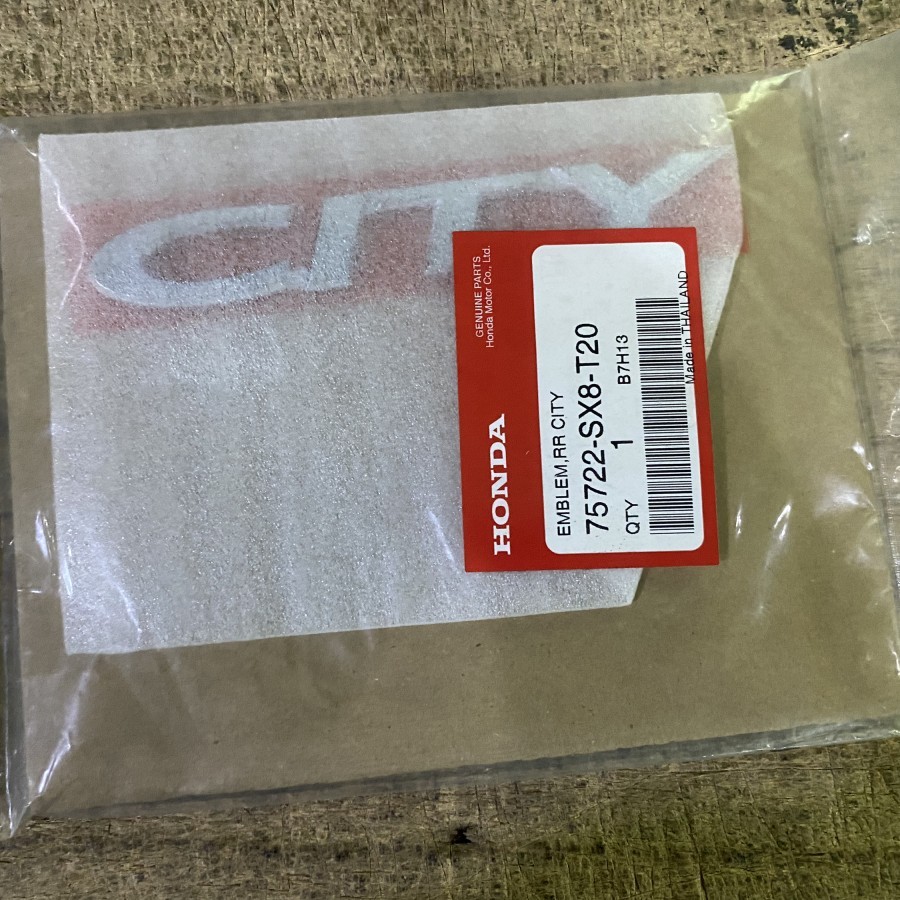 CITY
GENUINE PARTS
Honda Motor Co., Ltd.
HONDA
EMBLEM,RR CITY
75722-SX8-T20
QTY 1 B7H13
Made in THAILAND